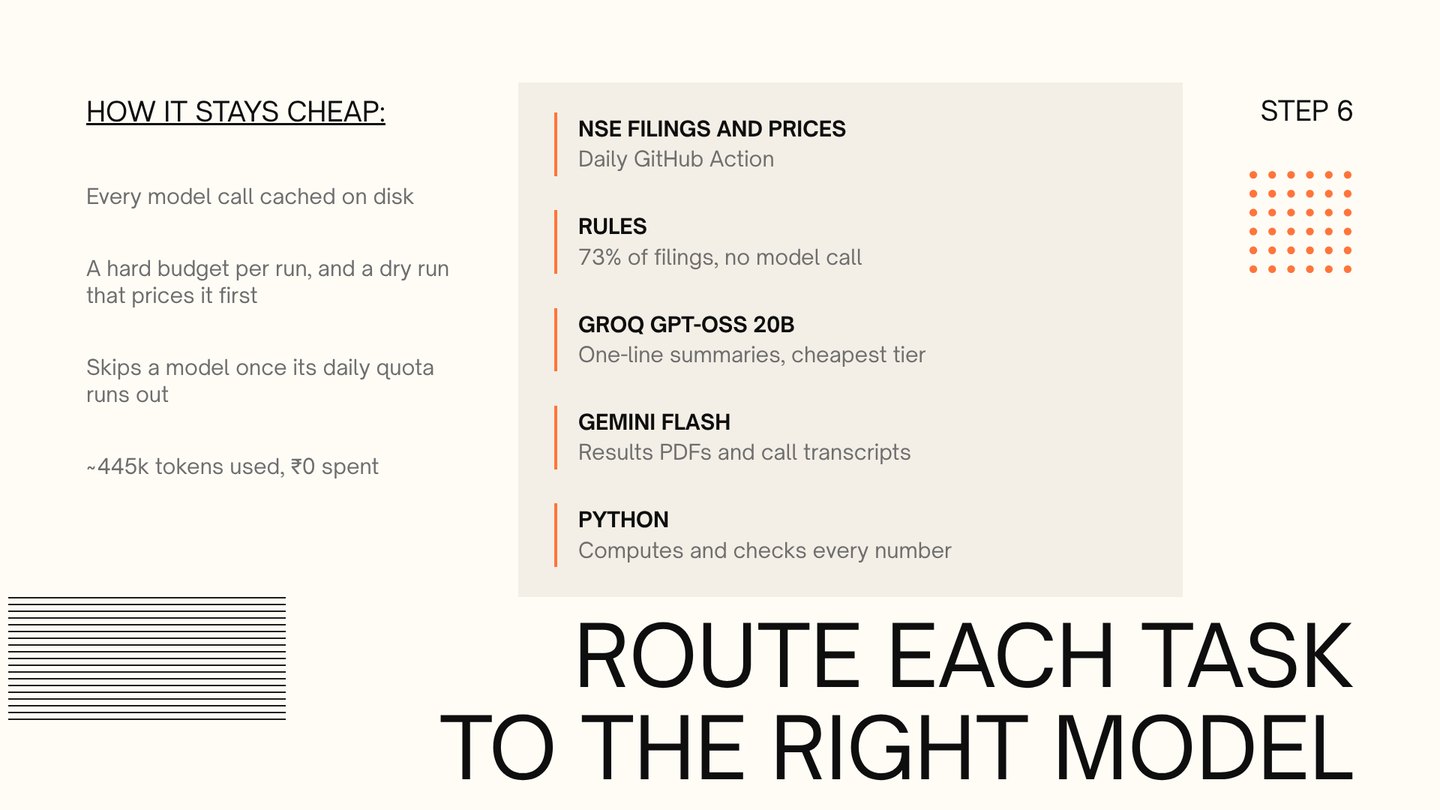 HOW IT STAYS CHEAP:
Every model call cached on disk
A hard budget per run, and a dry run
that prices it first
Skips a model once its daily quota
runs out
~445k tokens used, ₹0 spent
NSE FILINGS AND PRICES
Daily GitHub Action
RULES
73% of filings, no model call
GROQ GPT-OSS 20B
One-line summaries, cheapest tier
GEMINI FLASH
Results PDFs and call transcripts
PYTHON
Computes and checks every number
STEP 6
ROUTE EACH TASK
TO THE RIGHT MODEL